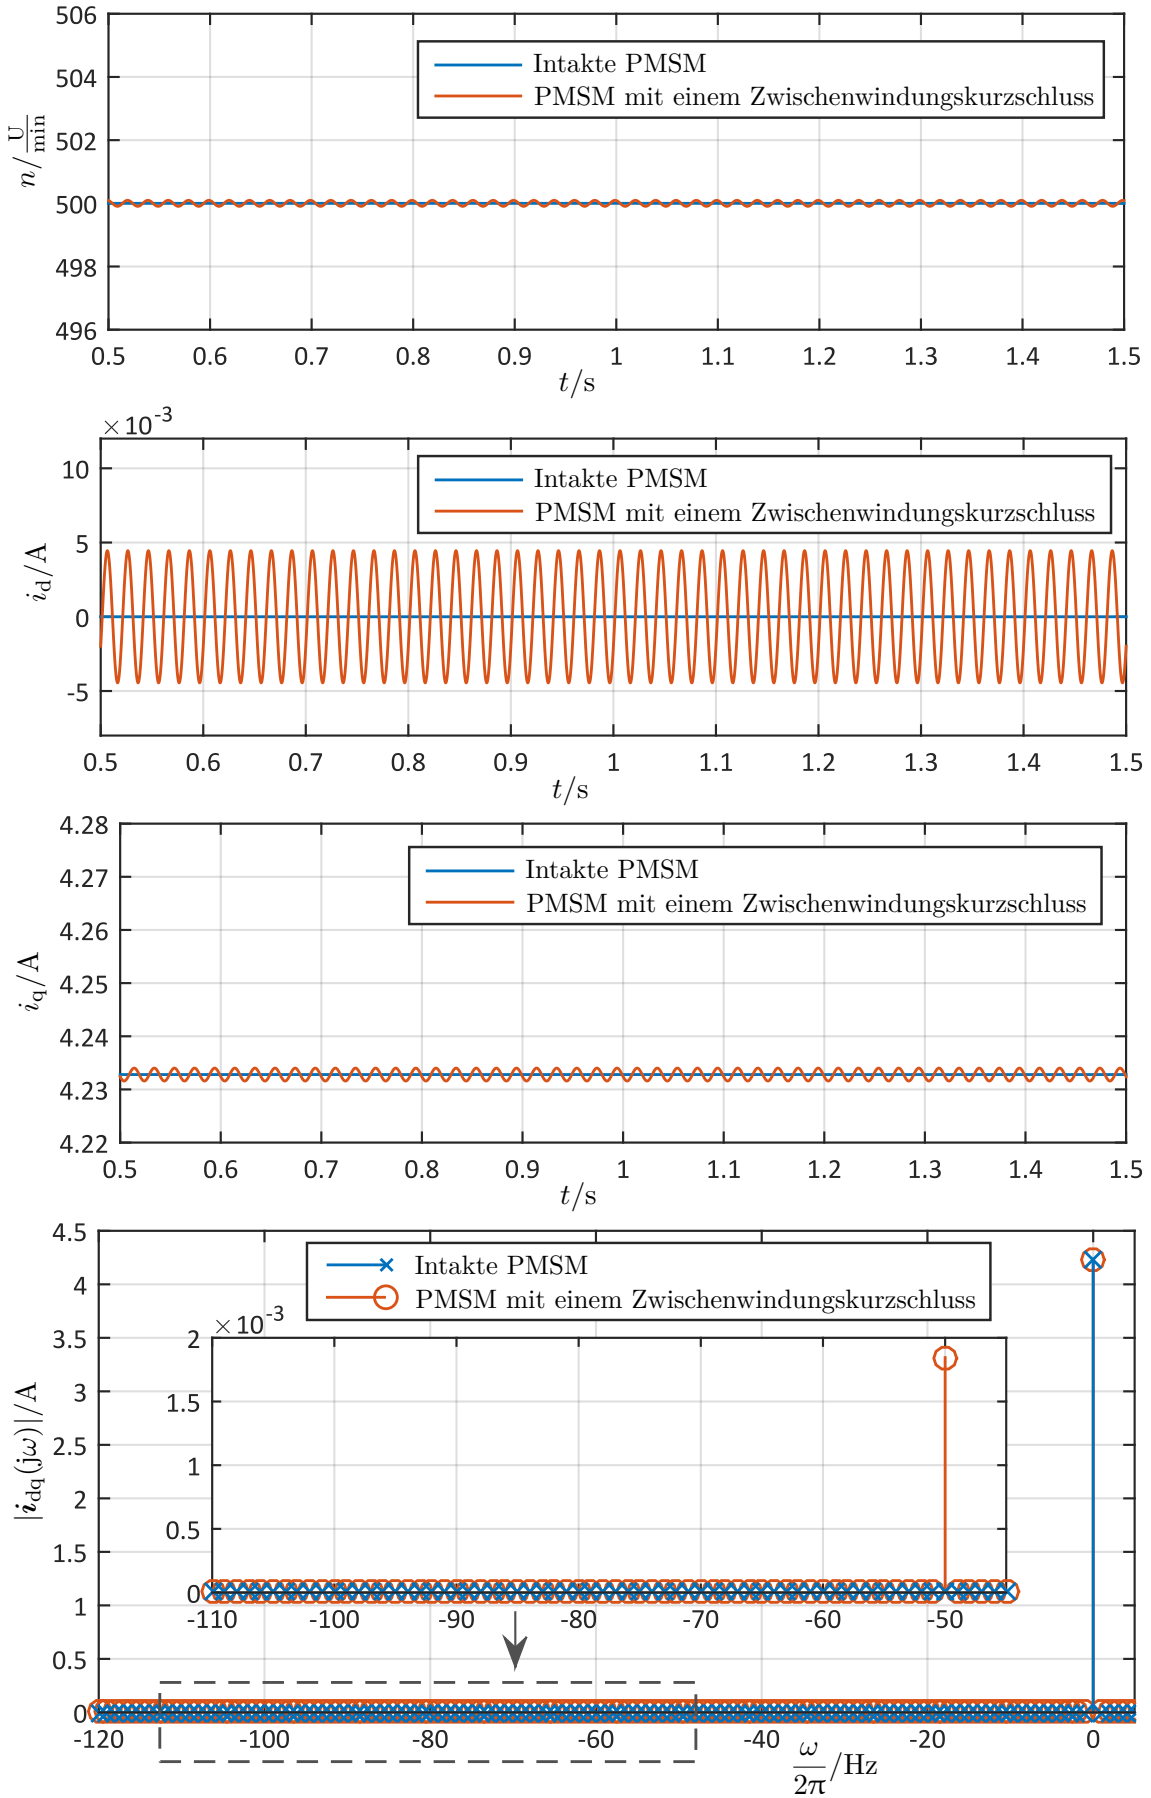 506
504
502
500
498
496
n/ U/min
Intakte PMSM
PMSM mit einem Zwischenwindungskurzschluss
0.5 0.6 0.7 0.8 0.9 1 1.1 1.2 1.3 1.4 1.5
t/s
×10⁻³
10
5
0
-5
i_d/A
Intakte PMSM
PMSM mit einem Zwischenwindungskurzschluss
0.5 0.6 0.7 0.8 0.9 1 1.1 1.2 1.3 1.4 1.5
t/s
4.28
4.27
4.26
4.25
4.24
4.23
4.22
i_q/A
Intakte PMSM
PMSM mit einem Zwischenwindungskurzschluss
0.5 0.6 0.7 0.8 0.9 1 1.1 1.2 1.3 1.4 1.5
t/s
4.5
4
3.5
3
2.5
2
1.5
1
0.5
0
|i_dq(jω)|/A
Intakte PMSM
PMSM mit einem Zwischenwindungskurzschluss
×10⁻³
2
1.5
1
0.5
0
-110 -100 -90 -80 -70 -60 -50
-120 -100 -80 -60 -40 -20 0
ω/2π /Hz